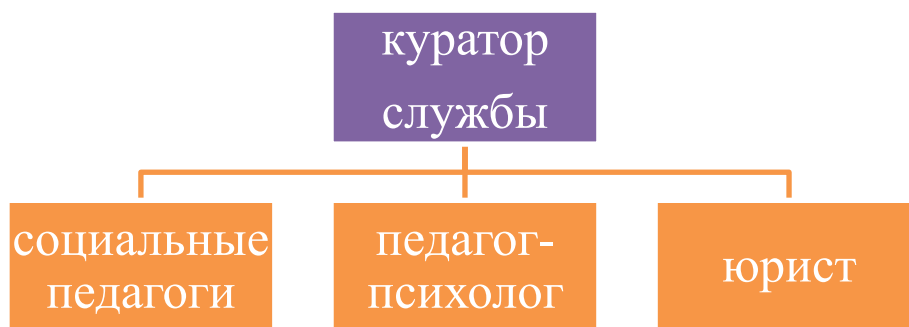 куратор
службы
социальные
педагоги
педагог-
психолог
юрист